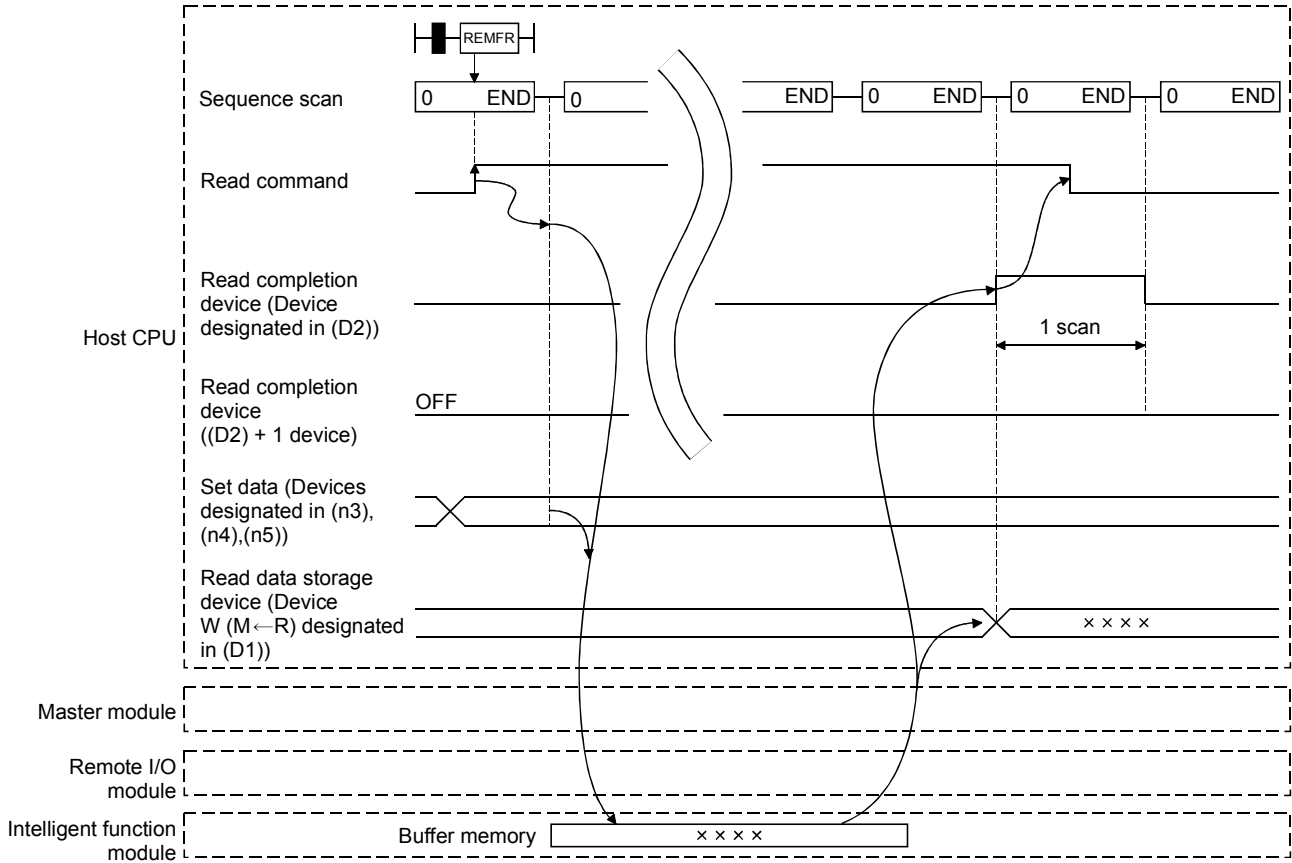 REMFR
Sequence scan
0 END 0 END 0 END 0 END 0 END
Read command
Read completion
device (Device
designated in (D2))
1 scan
Host CPU
Read completion
device
((D2) + 1 device)
OFF
Set data (Devices
designated in (n3),
(n4),(n5))
Read data storage
device (Device
W (M←R) designated
in (D1))
××××
Master module
Remote I/O
module
Intelligent function
module
Buffer memory
××××